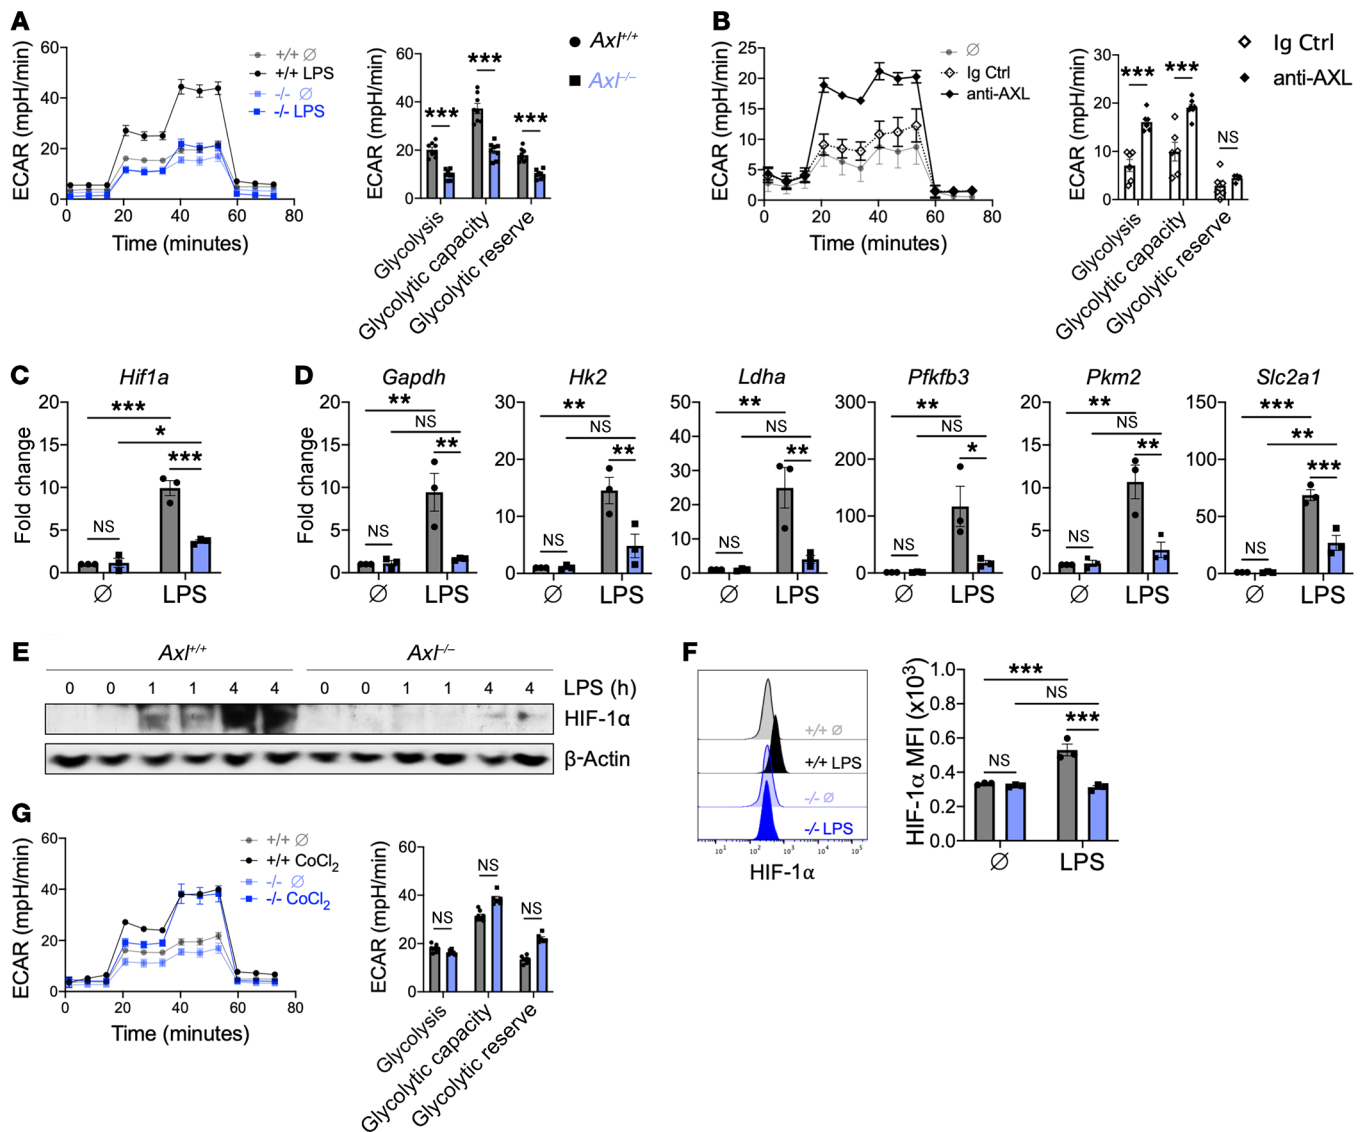 A
ECAR (mpH/min)
60
40
20
0
0 20 40 60 80
Time (minutes)
+/+ ∅
+/+ LPS
-/- ∅
-/- LPS
ECAR (mpH/min)
60
40
20
0
***
***
***
Glycolysis
Glycolytic capacity
Glycolytic reserve
Axl+/+
Axl–/–
B
ECAR (mpH/min)
25
20
15
10
5
0
0 20 40 60 80
Time (minutes)
∅
Ig Ctrl
anti-AXL
ECAR (mpH/min)
30
20
10
0
***
***
NS
Glycolysis
Glycolytic capacity
Glycolytic reserve
Ig Ctrl
anti-AXL
C
Hif1a
Fold change
20
15
10
5
0
***
*
***
NS
∅ LPS
D
Gapdh
Fold change
20
15
10
5
0
**
NS
**
NS
∅ LPS
Hk2
30
20
10
0
**
NS
**
NS
∅ LPS
Ldha
50
40
30
20
10
0
**
NS
**
NS
∅ LPS
Pfkfb3
300
200
100
0
**
NS
*
NS
∅ LPS
Pkm2
20
15
10
5
0
**
NS
**
NS
∅ LPS
Slc2a1
150
100
50
0
***
**
***
NS
∅ LPS
E
Axl+/+ Axl–/–
0 0 1 1 4 4 0 0 1 1 4 4 LPS (h)
HIF-1α
β-Actin
F
+/+ ∅
+/+ LPS
-/- ∅
-/- LPS
10¹ 10² 10³ 10⁴ 10⁵
HIF-1α
HIF-1α MFI (x10³)
1.0
0.8
0.6
0.4
0.2
0.0
***
NS
***
NS
∅ LPS
G
ECAR (mpH/min)
60
40
20
0
0 20 40 60 80
Time (minutes)
+/+ ∅
+/+ CoCl₂
-/- ∅
-/- CoCl₂
ECAR (mpH/min)
60
40
20
0
NS
NS
NS
Glycolysis
Glycolytic capacity
Glycolytic reserve